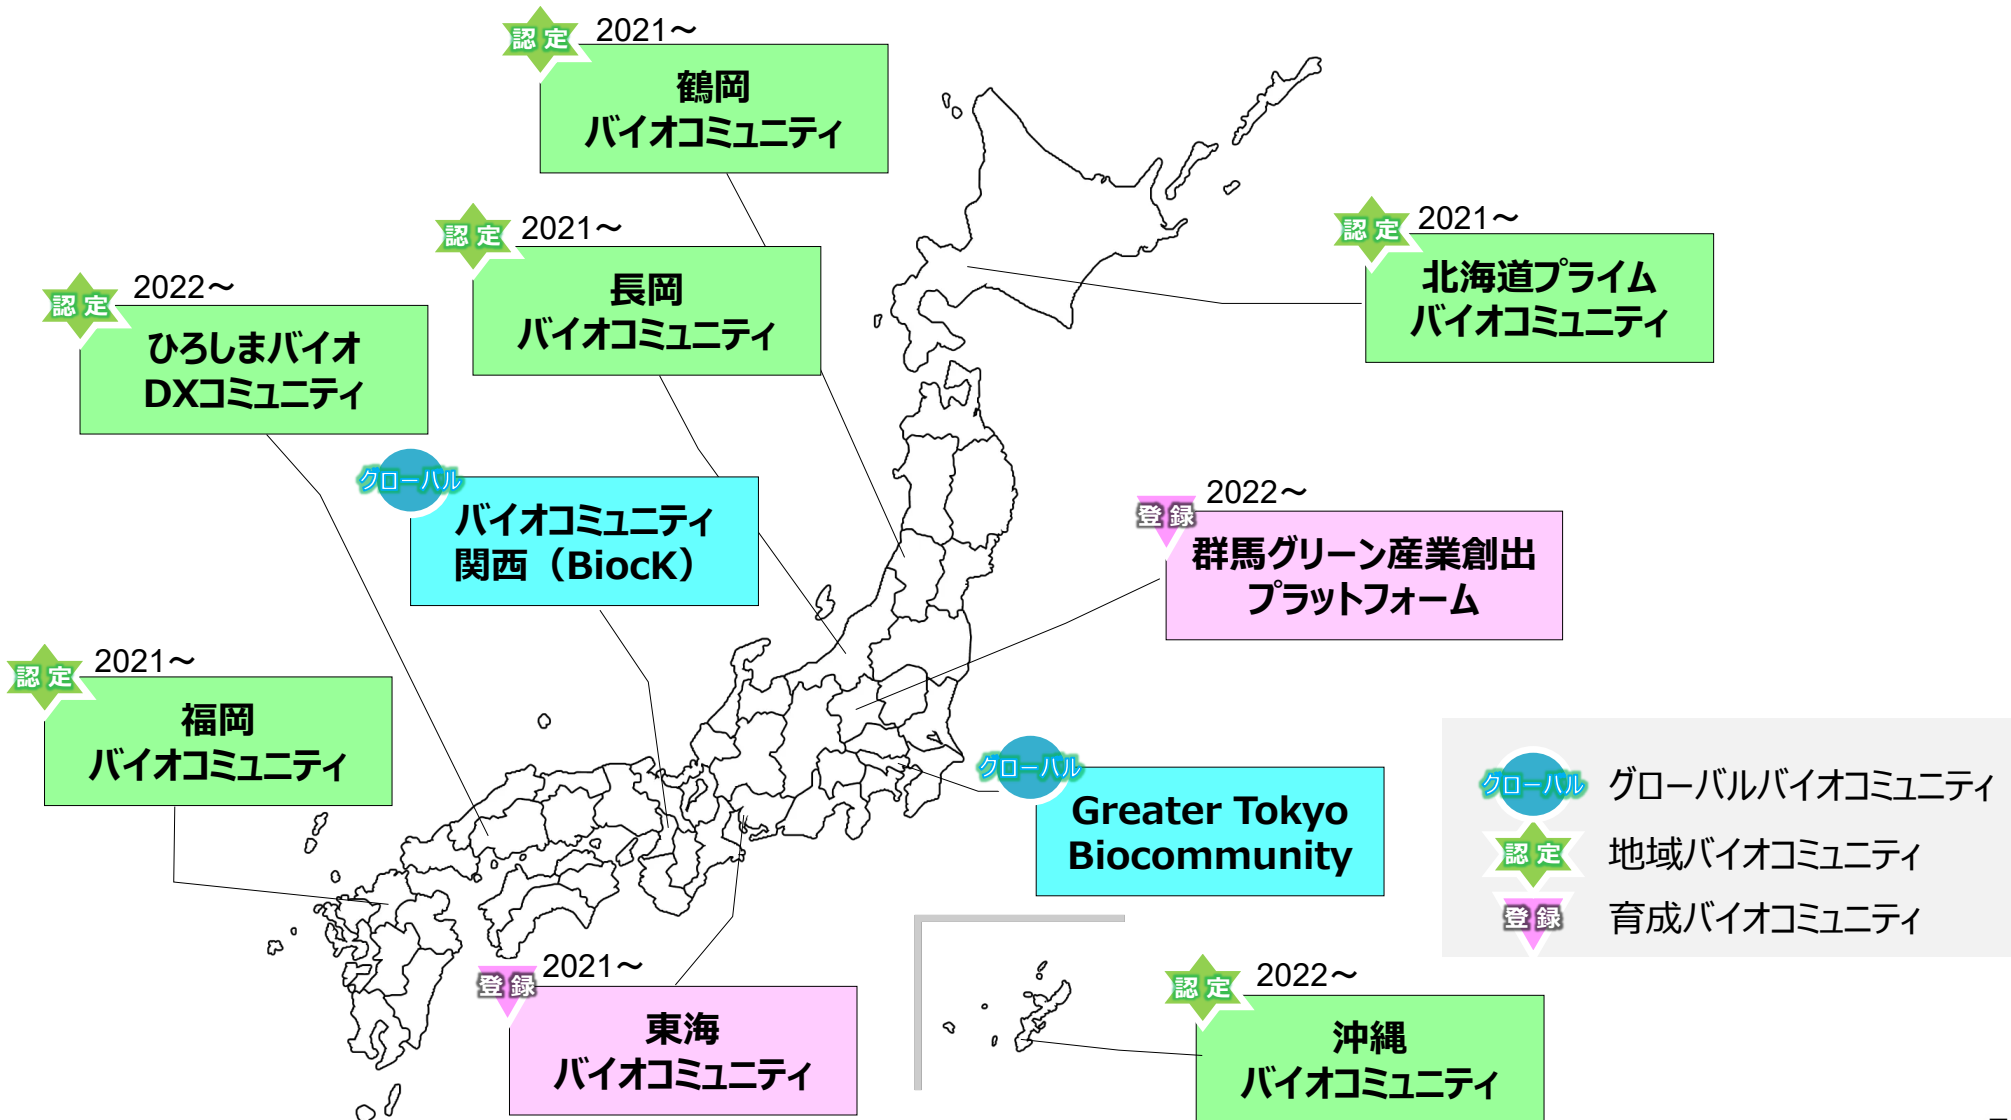 認定 2021～
鶴岡
バイオコミュニティ
認定 2021～
長岡
バイオコミュニティ
認定 2021～
北海道プライム
バイオコミュニティ
認定 2022～
ひろしまバイオ
DXコミュニティ
グローバル
バイオコミュニティ
関西（BiocK）
登録 2022～
群馬グリーン産業創出
プラットフォーム
認定 2021～
福岡
バイオコミュニティ
グローバル
Greater Tokyo
Biocommunity
グローバル グローバルバイオコミュニティ
認定 地域バイオコミュニティ
登録 育成バイオコミュニティ
登録 2021～
東海
バイオコミュニティ
認定 2022～
沖縄
バイオコミュニティ